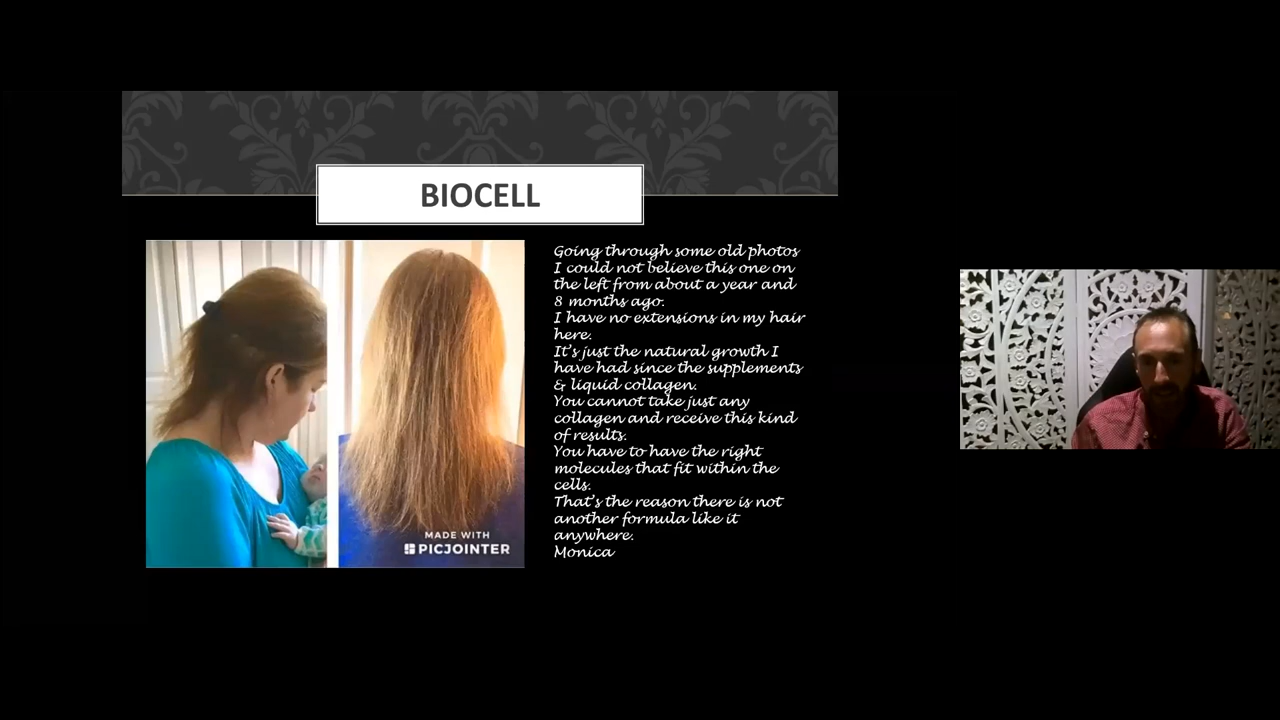 BIOCELL
Going through some old photos
I could not believe this one on
the left from about a year and
8 months ago.
I have no extensions in my hair
here.
It's just the natural growth I
have had since the supplements
& liquid collagen.
You cannot take just any
collagen and receive this kind
of results.
You have to have the right
molecules that fit within the
cells.
That's the reason there is not
another formula like it
anywhere.
Monica
MADE WITH
PICJOINTER